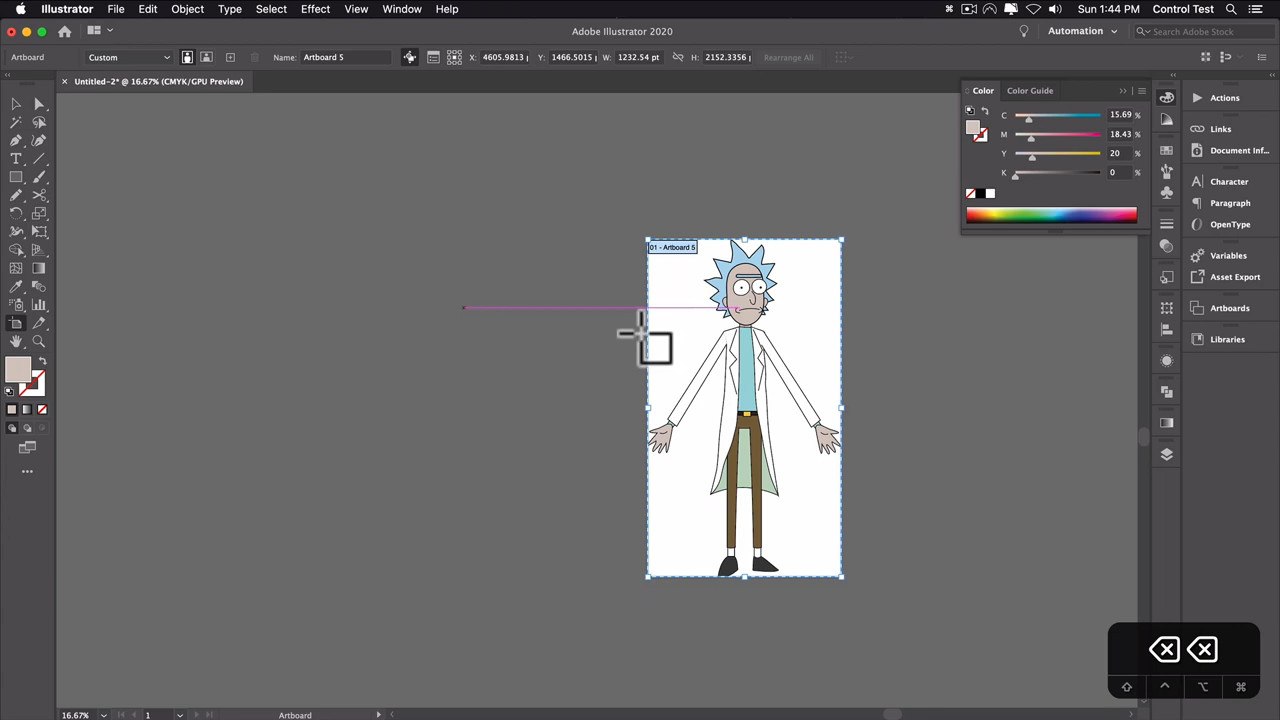 Illustrator File Edit Object Type Select Effect View Window Help
Sun 1:44 PM Control Test
Adobe Illustrator 2020
Automation
Search Adobe Stock
Artboard Custom Name: Artboard 5 X: 4605.9813 Y: 1466.5015 W: 1232.54 pt H: 2152.3356 Rearrange All
× Untitled-2* @ 16.67% (CMYK/GPU Preview)
Color Color Guide
C 15.69 %
M 18.43 %
Y 20 %
K 0 %
Actions
Links
Document Inf...
Character
Paragraph
OpenType
Variables
Asset Export
Artboards
Libraries
01 - Artboard 5
16.67% 1 Artboard